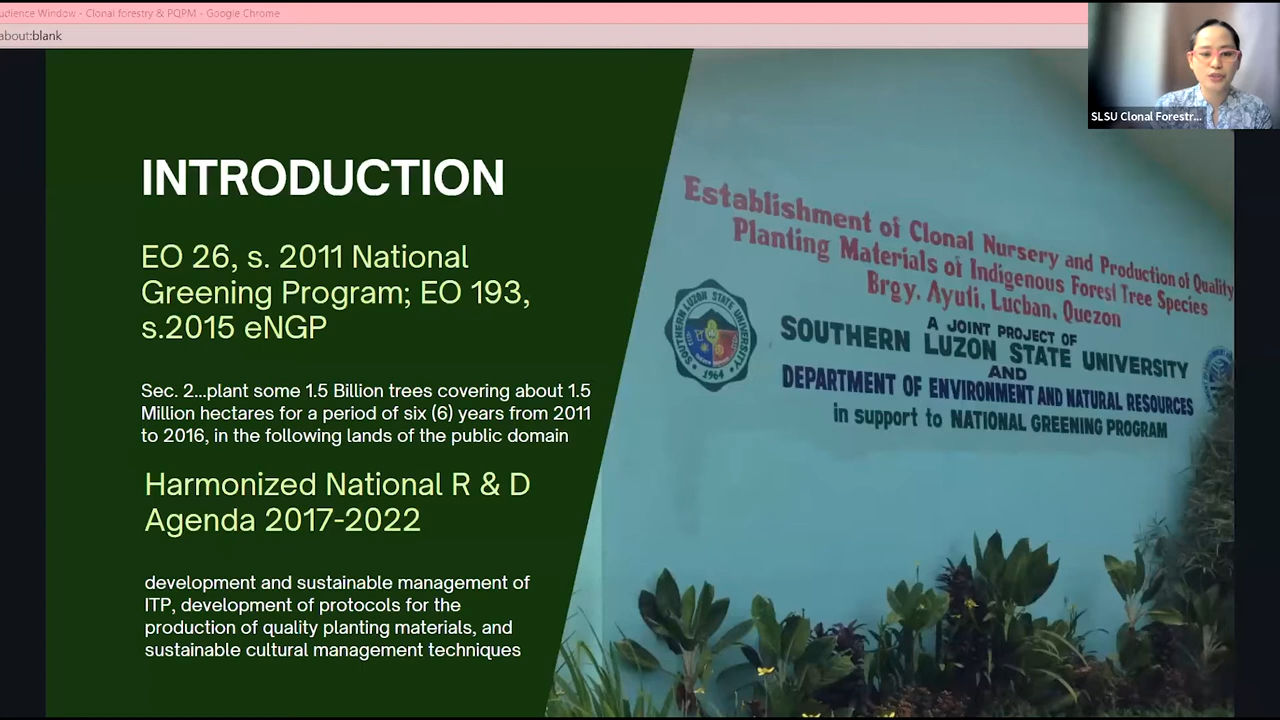 udience Window - Clonal forestry & PQPM - Google Chrome
about:blank
SLSU Clonal Forestr...
INTRODUCTION
EO 26, s. 2011 National
Greening Program; EO 193,
s.2015 eNGP
Sec. 2...plant some 1.5 Billion trees covering about 1.5
Million hectares for a period of six (6) years from 2011
to 2016, in the following lands of the public domain
Harmonized National R & D
Agenda 2017-2022
development and sustainable management of
ITP, development of protocols for the
production of quality planting materials, and
sustainable cultural management techniques
Establishment of Clonal Nursery and Production of Quality
Planting Materials of Indigenous Forest Tree Species
Brgy. Ayuti, Lucban, Quezon
A JOINT PROJECT OF
SOUTHERN LUZON STATE UNIVERSITY
AND
DEPARTMENT OF ENVIRONMENT AND NATURAL RESOURCES
in support to NATIONAL GREENING PROGRAM
SOUTHERN LUZON STATE UNIVERSITY
1964